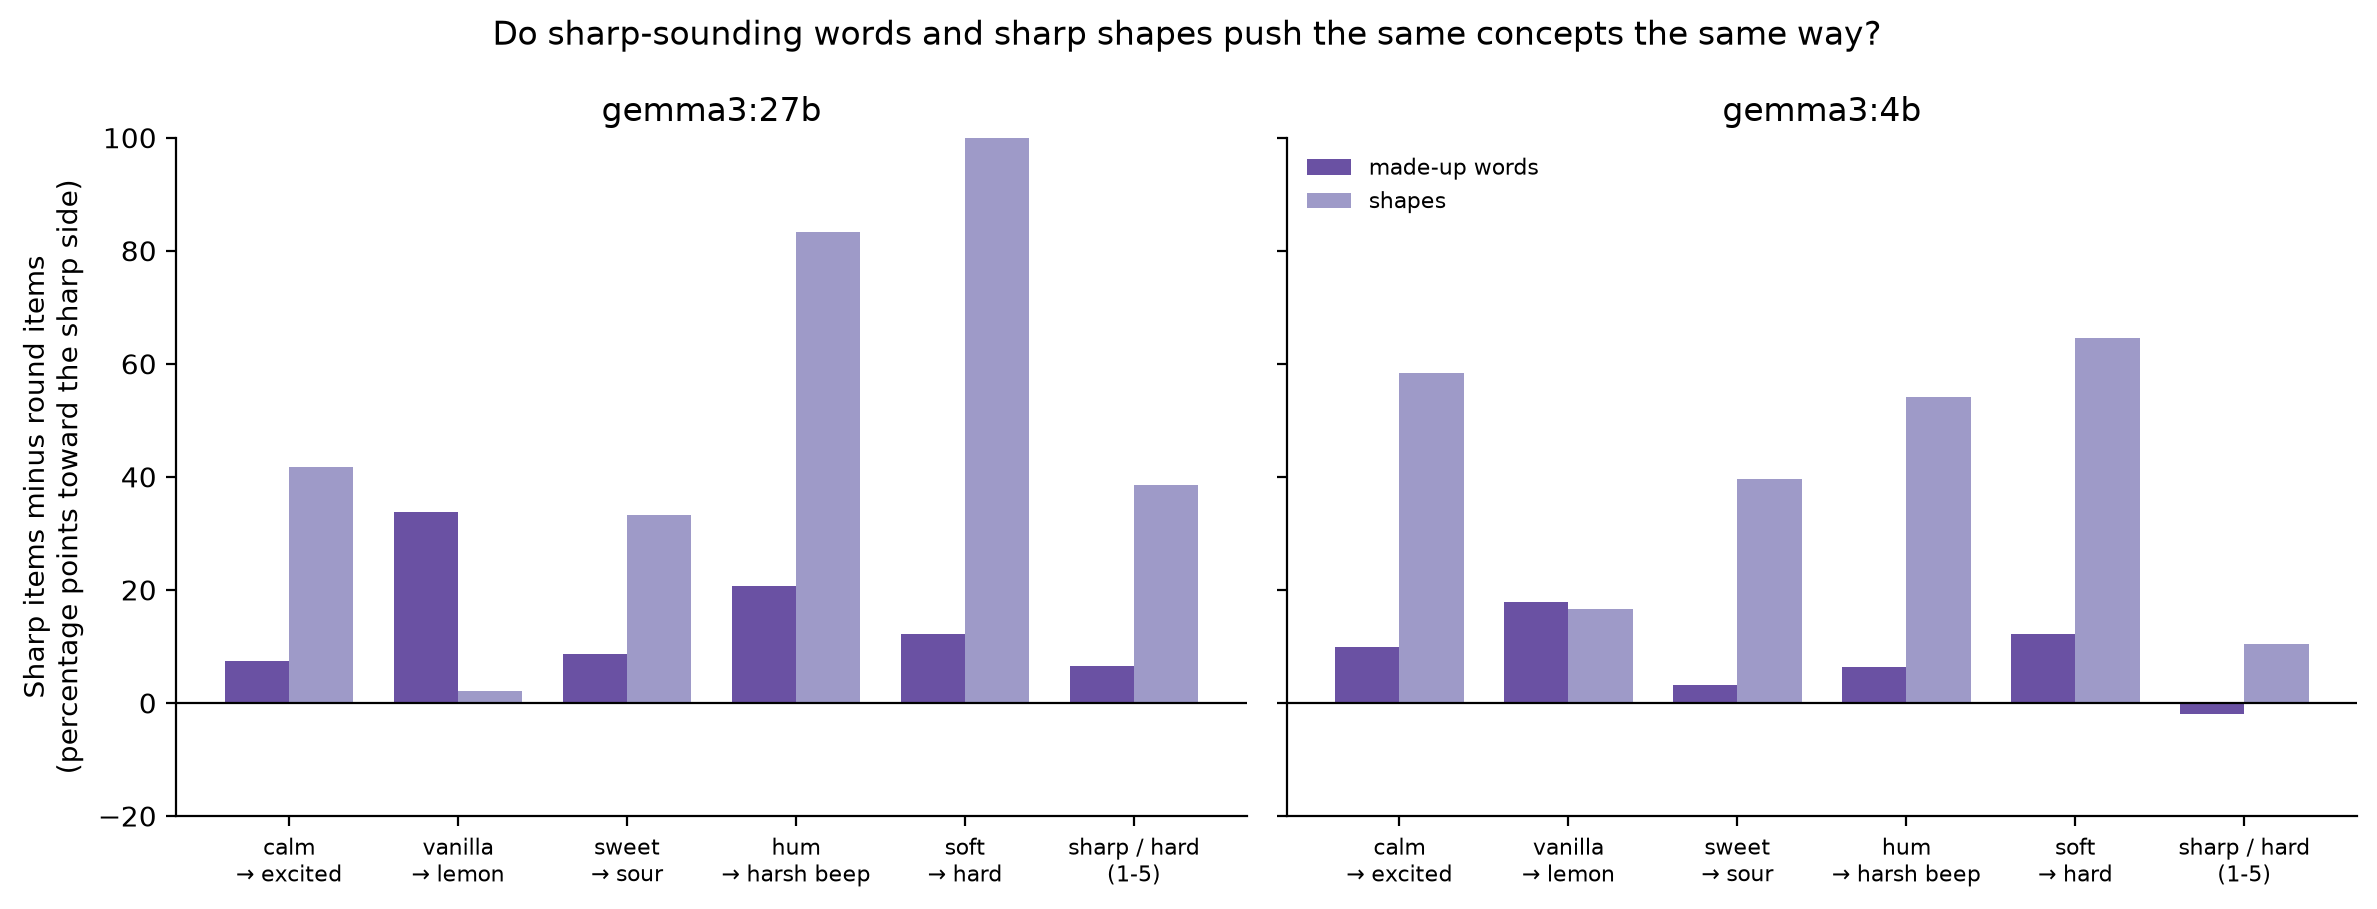 Do sharp-sounding words and sharp shapes push the same concepts the same way?
gemma3:27b
Sharp items minus round items
(percentage points toward the sharp side)
100
80
60
40
20
0
−20
calm
→ excited
vanilla
→ lemon
sweet
→ sour
hum
→ harsh beep
soft
→ hard
sharp / hard
(1-5)
gemma3:4b
made-up words
shapes
calm
→ excited
vanilla
→ lemon
sweet
→ sour
hum
→ harsh beep
soft
→ hard
sharp / hard
(1-5)